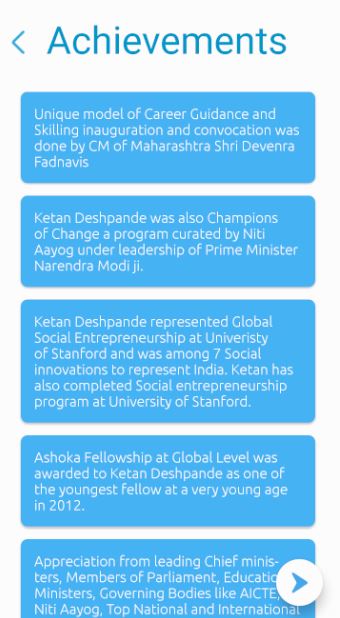 Achievements
Unique model of Career Guidance and
Skilling inauguration and convocation was
done by CM of Maharashtra Shri Devenra
Fadnavis
Ketan Deshpande was also Champions
of Change a program curated by Niti
Aayog under leadership of Prime Minister
Narendra Modi ji.
Ketan Deshpande represented Global
Social Entrepreneurship at Univeristy
of Stanford and was among 7 Social
innovations to represent India. Ketan has
also completed Social entrepreneurship
program at University of Stanford.
Ashoka Fellowship at Global Level was
awarded to Ketan Deshpande as one of
the youngest fellow at a very young age
in 2012.
Appreciation from leading Chief minis-
ters, Members of Parliament,
Ministers, Governing Bodies like AICTE,
Niti Aayog, Top National and International